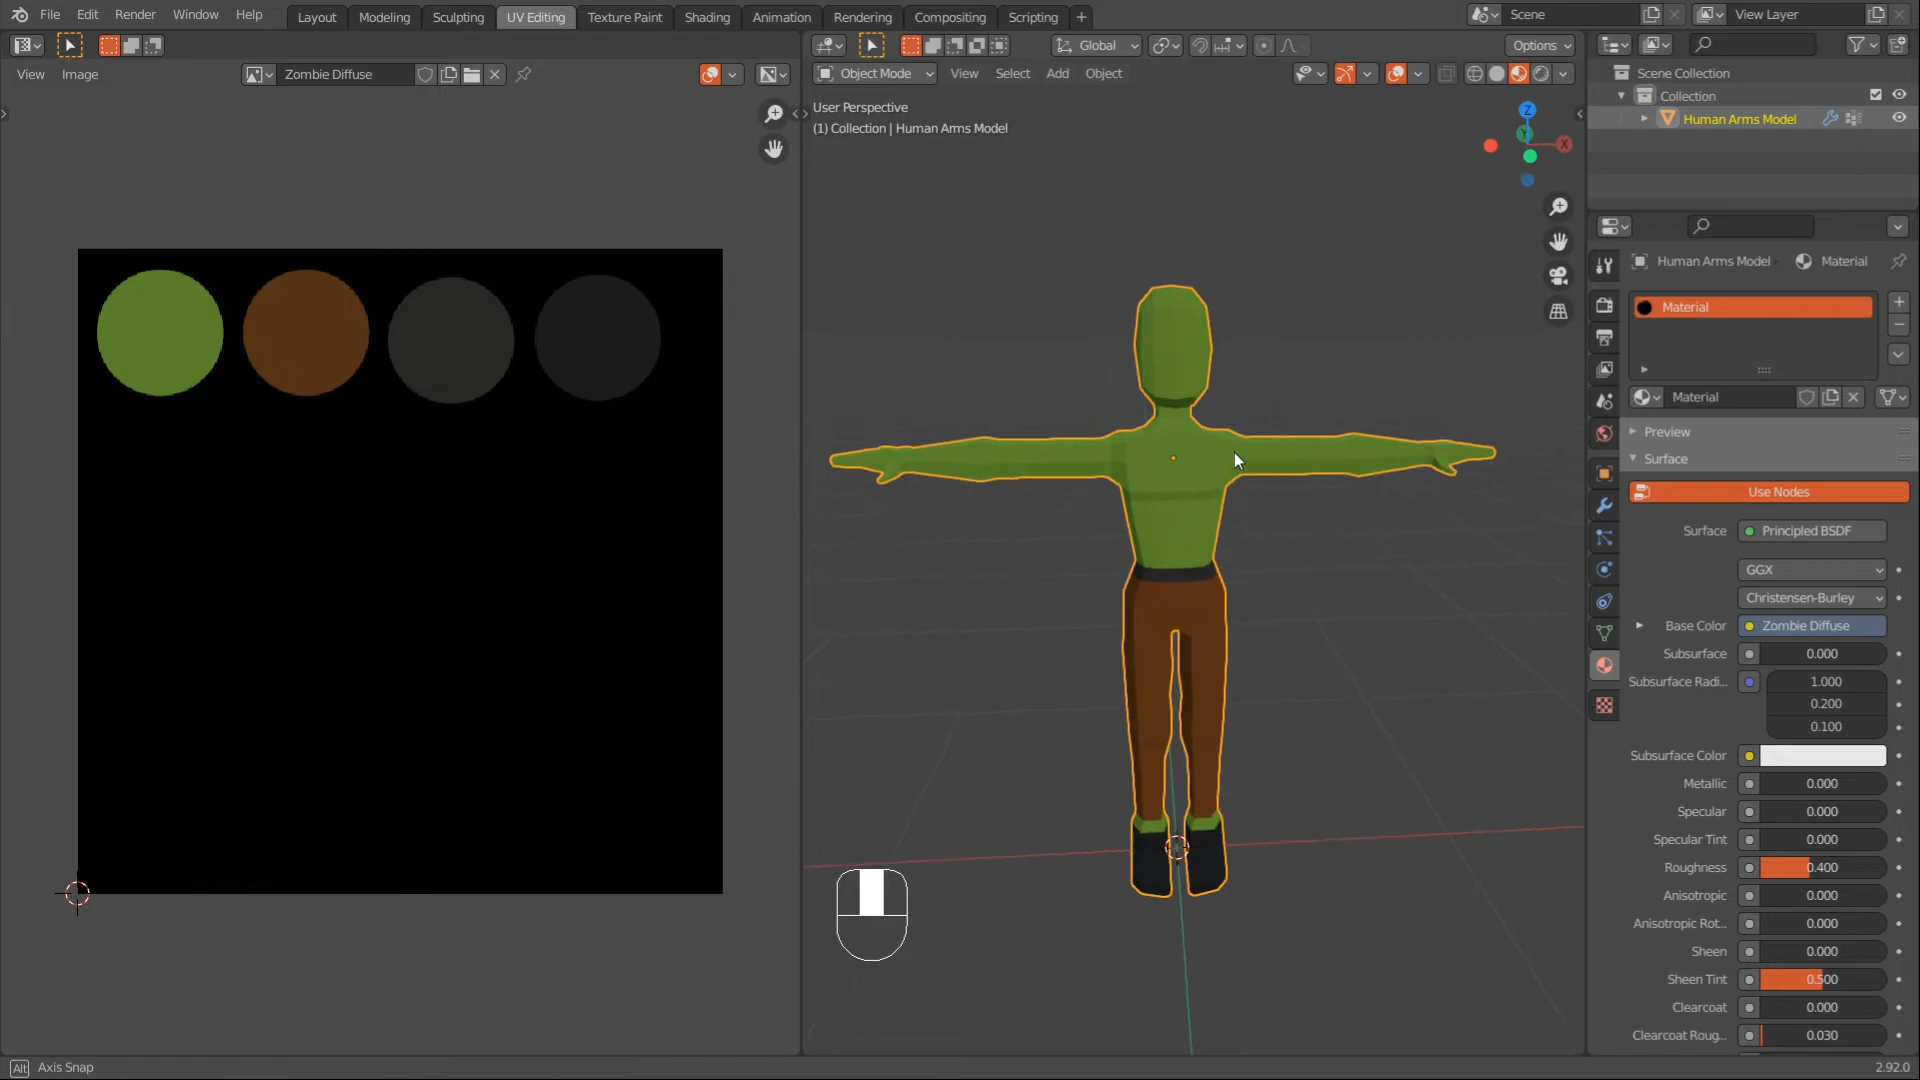 File Edit Render Window Help
Layout Modeling Sculpting UV Editing Texture Paint Shading Animation Rendering Compositing Scripting +
Scene
View Layer
Global
Options
View Image
Zombie Diffuse
Object Mode View Select Add Object
User Perspective
(1) Collection | Human Arms Model
Z
Y
X
Scene Collection
Collection
Human Arms Model
Human Arms Model
Material
Material
Material
Preview
Surface
Use Nodes
Surface Principled BSDF
GGX
Christensen-Burley
Base Color Zombie Diffuse
Subsurface 0.000
Subsurface Radi... 1.000
0.200
0.100
Subsurface Color
Metallic 0.000
Specular 0.000
Specular Tint 0.000
Roughness 0.400
Anisotropic 0.000
Anisotropic Rot... 0.000
Sheen 0.000
Sheen Tint 0.500
Clearcoat 0.000
Clearcoat Roug... 0.030
Alt Axis Snap
2.92.0